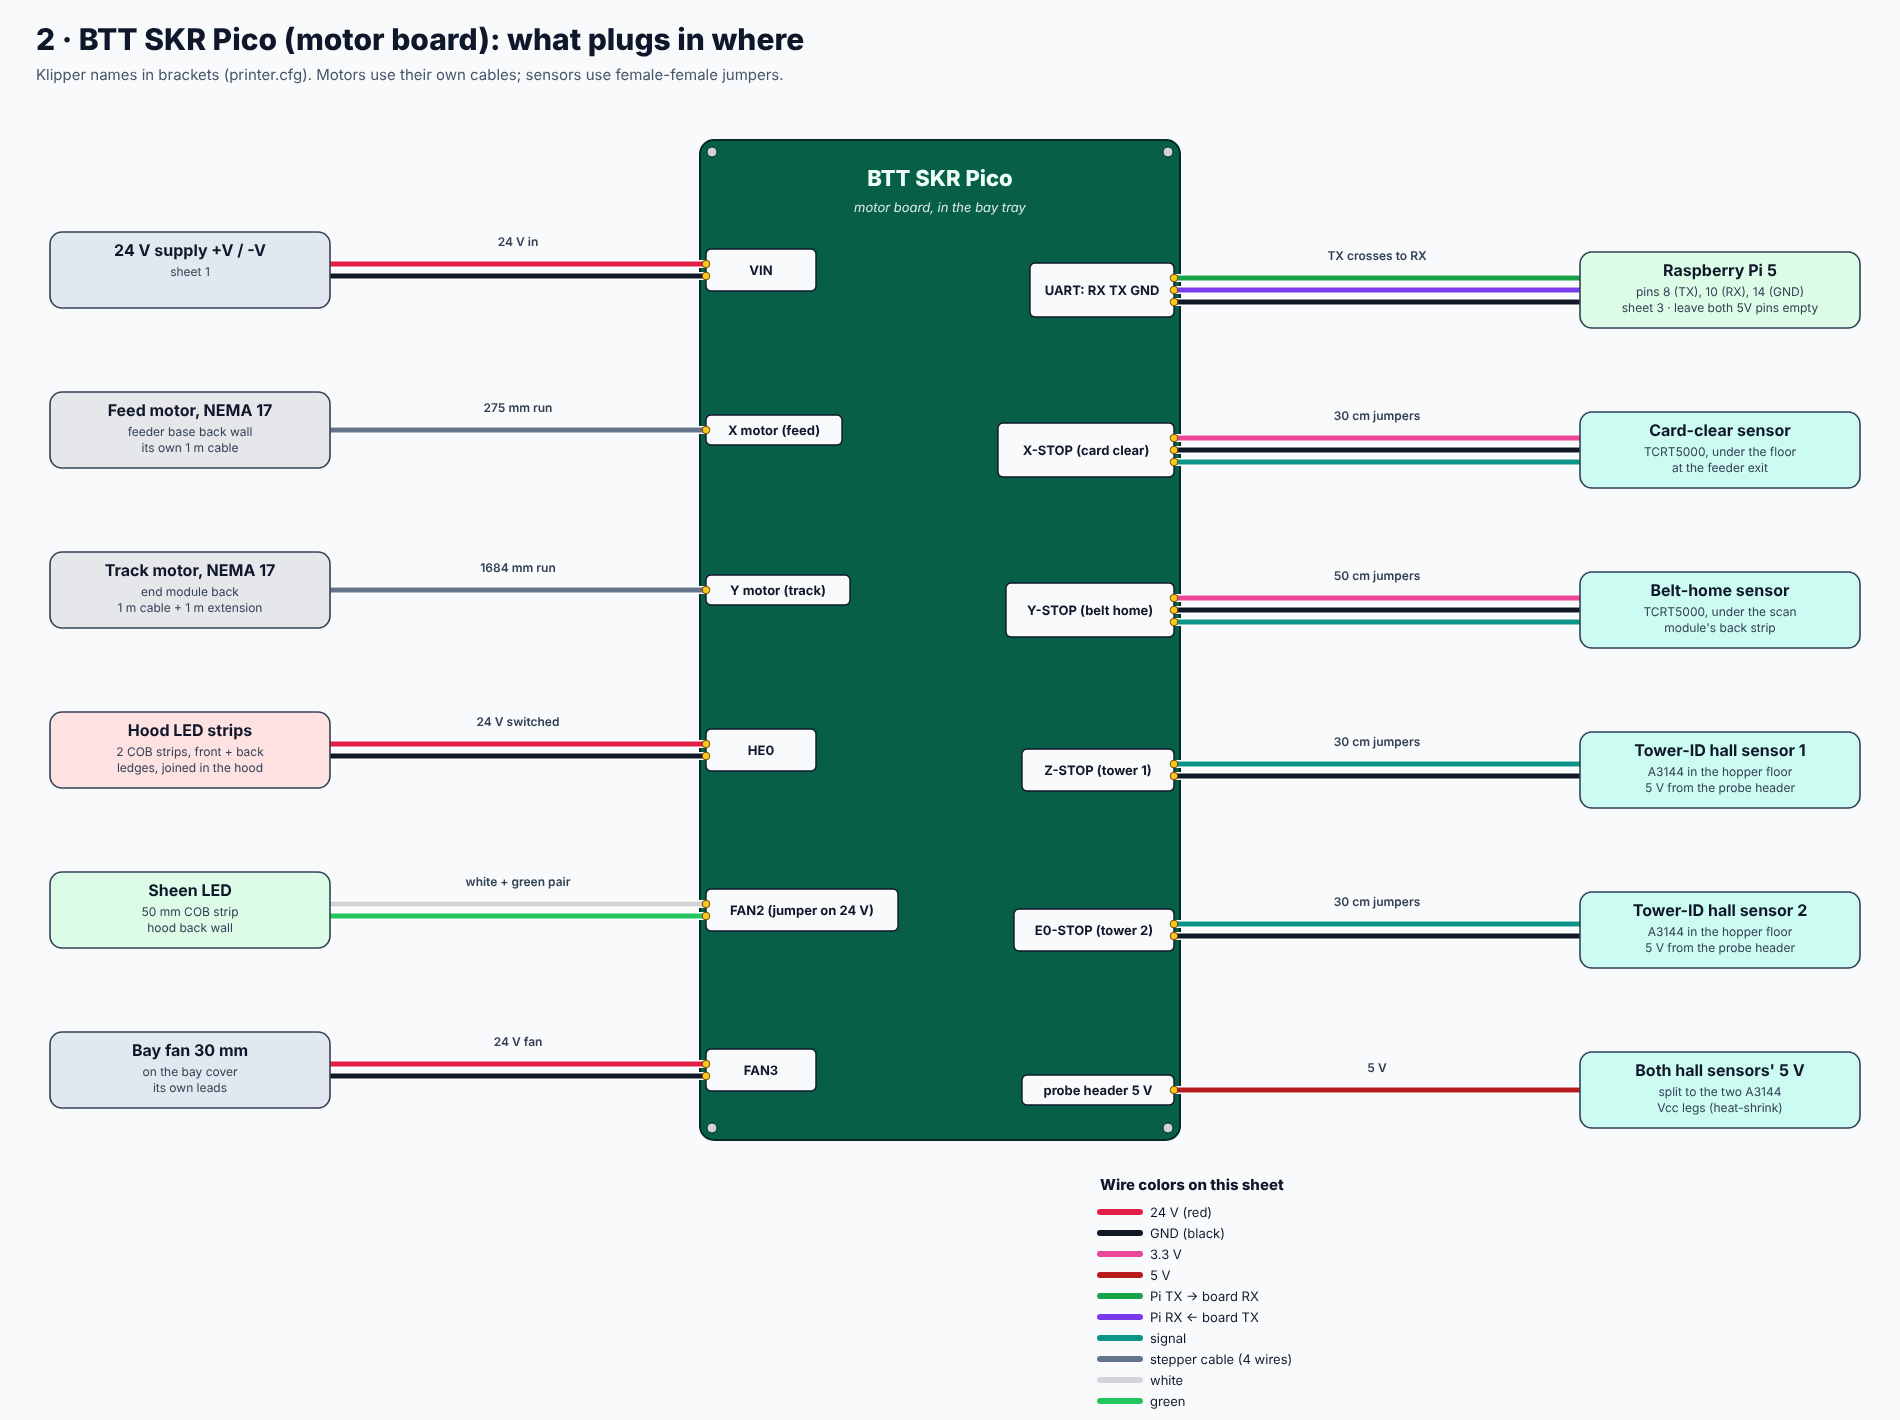 2 · BTT SKR Pico (motor board): what plugs in where
Klipper names in brackets (printer.cfg). Motors use their own cables; sensors use female-female jumpers.
BTT SKR Pico
motor board, in the bay tray
24 V supply +V / -V
sheet 1
24 V in
VIN
UART: RX TX GND
TX crosses to RX
Raspberry Pi 5
pins 8 (TX), 10 (RX), 14 (GND)
sheet 3 · leave both 5V pins empty
Feed motor, NEMA 17
feeder base back wall
its own 1 m cable
275 mm run
X motor (feed)
X-STOP (card clear)
30 cm jumpers
Card-clear sensor
TCRT5000, under the floor
at the feeder exit
Track motor, NEMA 17
end module back
1 m cable + 1 m extension
1684 mm run
Y motor (track)
Y-STOP (belt home)
50 cm jumpers
Belt-home sensor
TCRT5000, under the scan
module's back strip
Hood LED strips
2 COB strips, front + back
ledges, joined in the hood
24 V switched
HE0
Z-STOP (tower 1)
30 cm jumpers
Tower-ID hall sensor 1
A3144 in the hopper floor
5 V from the probe header
Sheen LED
50 mm COB strip
hood back wall
white + green pair
FAN2 (jumper on 24 V)
E0-STOP (tower 2)
30 cm jumpers
Tower-ID hall sensor 2
A3144 in the hopper floor
5 V from the probe header
Bay fan 30 mm
on the bay cover
its own leads
24 V fan
FAN3
probe header 5 V
5 V
Both hall sensors' 5 V
split to the two A3144
Vcc legs (heat-shrink)
Wire colors on this sheet
24 V (red)
GND (black)
3.3 V
5 V
Pi TX → board RX
Pi RX ← board TX
signal
stepper cable (4 wires)
white
green